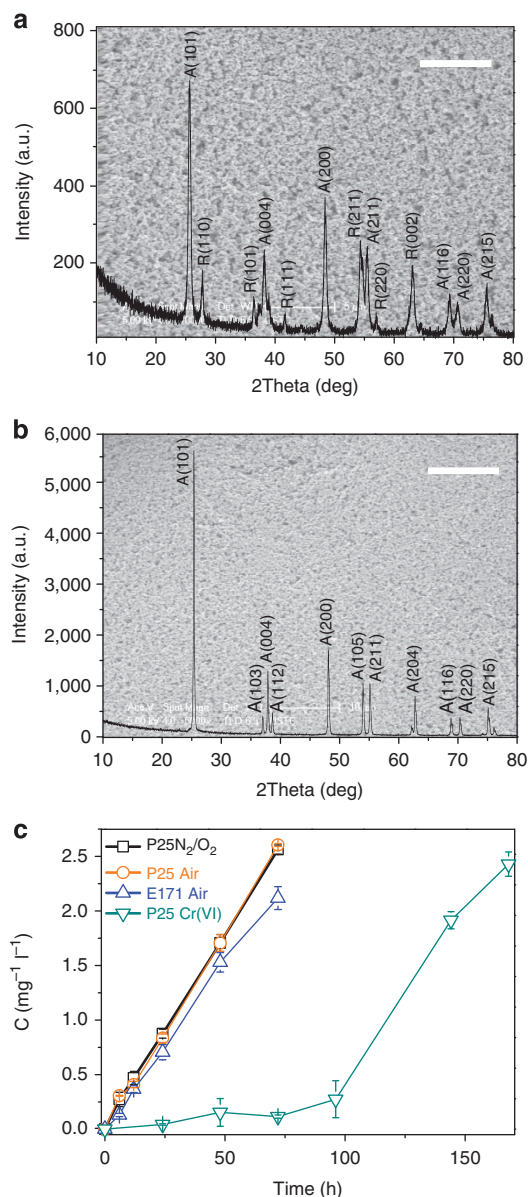 a
800
600
400
200
Intensity (a.u.)
A(101)
R(110)
R(101)
A(004)
R(111)
A(200)
R(211)
A(211)
R(220)
R(002)
A(116)
A(220)
A(215)
10 20 30 40 50 60 70 80
2Theta (deg)
b
6,000
5,000
4,000
3,000
2,000
1,000
0
Intensity (a.u.)
A(101)
A(103)
A(004)
A(112)
A(200)
A(105)
A(211)
A(204)
A(116)
A(220)
A(215)
10 20 30 40 50 60 70 80
2Theta (deg)
c
P25N₂/O₂
P25 Air
E171 Air
P25 Cr(VI)
2.5
2.0
1.5
1.0
0.5
0.0
C (mg⁻¹ l⁻¹)
0 50 100 150
Time (h)